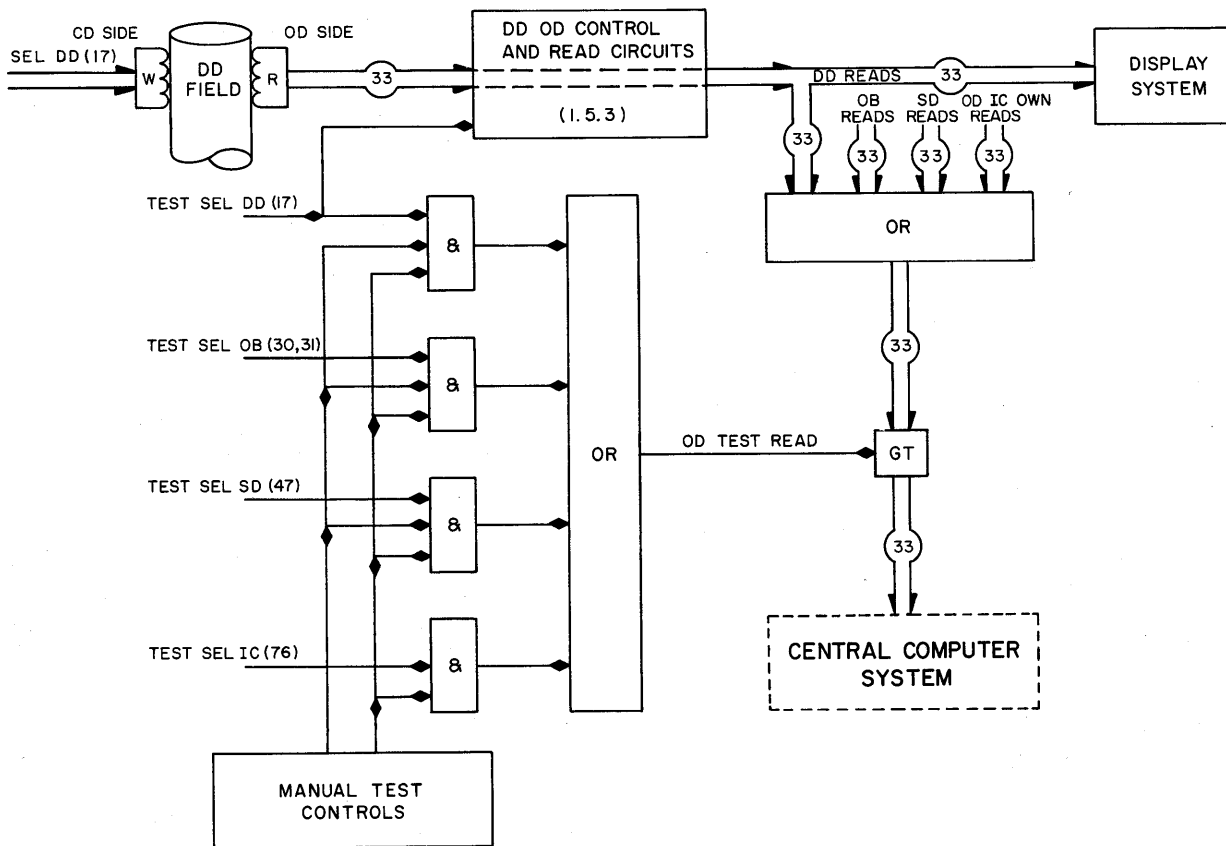 CD SIDE
OD SIDE
SEL DD (17)
W
DD
FIELD
R
33
DD OD CONTROL
AND READ CIRCUITS
(1.5.3)
DD READS
33
DISPLAY
SYSTEM
OB
READS
SD
READS
OD IC OWN
READS
33
33
33
33
TEST SEL DD (17)
&
OR
OR
TEST SEL OB (30,31)
&
33
OD TEST READ
GT
TEST SEL SD (47)
&
33
TEST SEL IC (76)
&
CENTRAL COMPUTER
SYSTEM
MANUAL TEST
CONTROLS